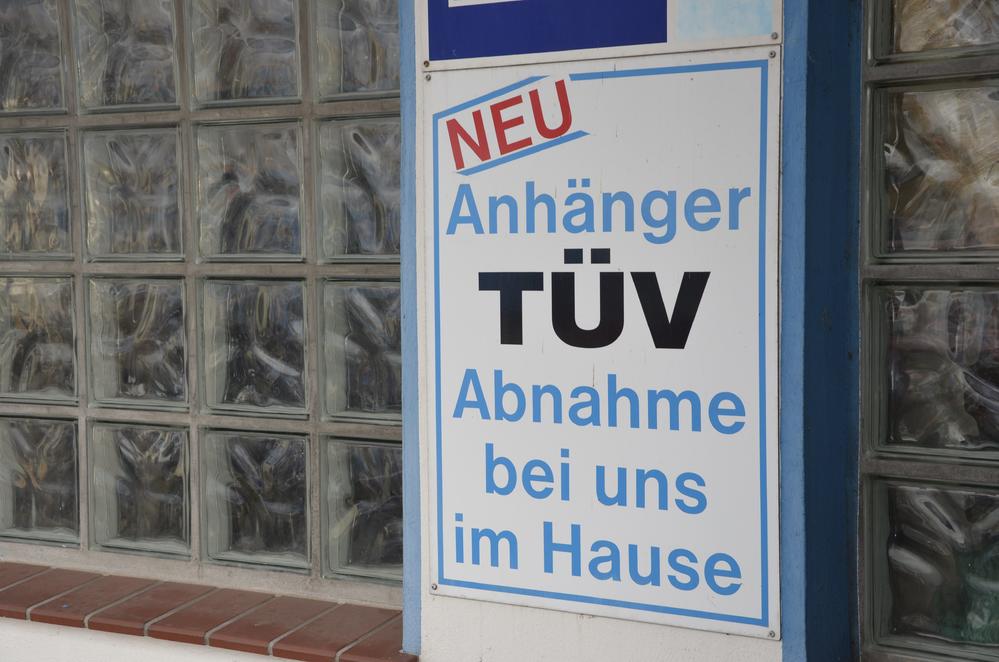 NEU
Anhänger
TÜV
Abnahme
bei uns
im Hause